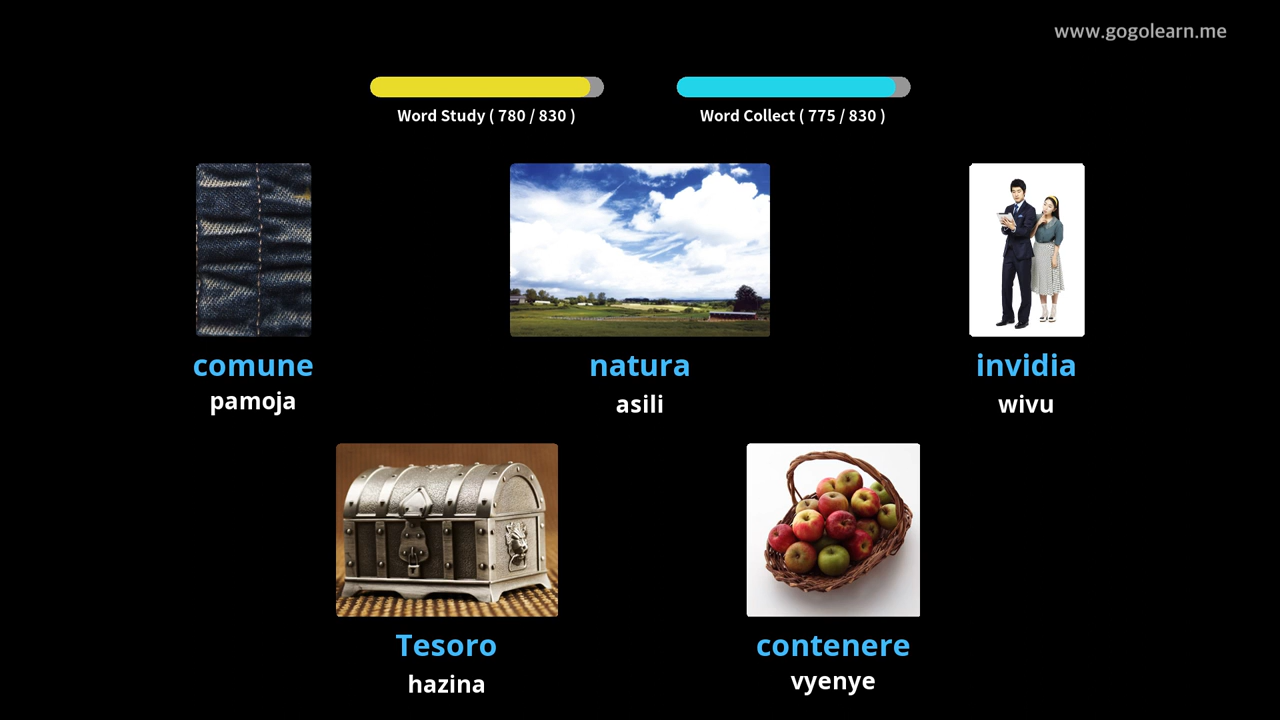 www.gogolearn.me
Word Study ( 780 / 830 )
Word Collect ( 775 / 830 )
comune
pamoja
natura
asili
invidia
wivu
Tesoro
hazina
contenere
vyenye